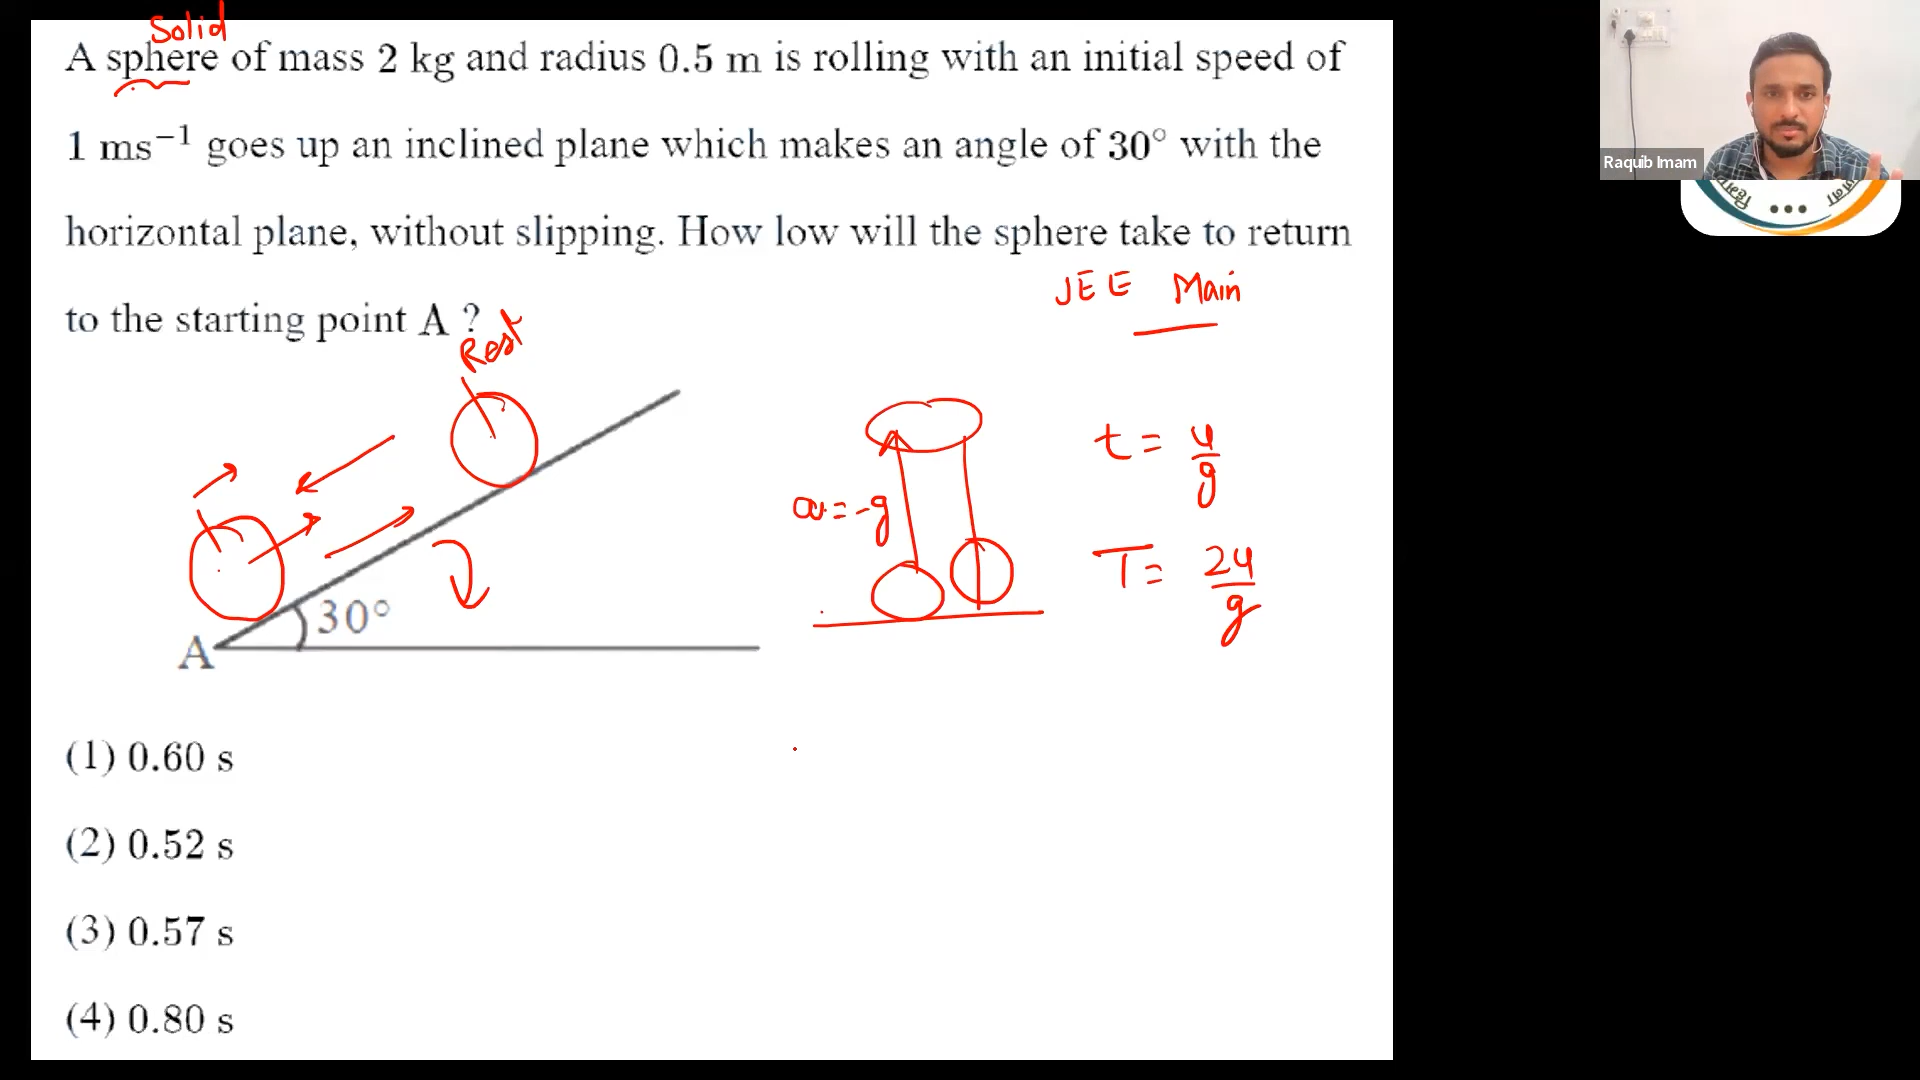 Solid
A sphere of mass 2 kg and radius 0.5 m is rolling with an initial speed of
1 ms⁻¹ goes up an inclined plane which makes an angle of 30° with the
horizontal plane, without slipping. How low will the sphere take to return
to the starting point A ?
JEE Main
Rest
a = -g
t = u/g
T = 2u/g
30°
A
(1) 0.60 s
(2) 0.52 s
(3) 0.57 s
(4) 0.80 s
Raquib Imam